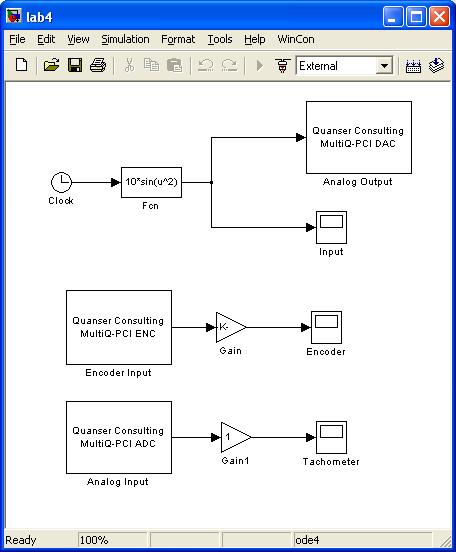 lab4
File Edit View Simulation Format Tools Help WinCon
External
Quanser Consulting
MultiQ-PCI DAC
Analog Output
10*sin(u^2)
Clock
Fcn
Input
Quanser Consulting
MultiQ-PCI ENC
-K-
Gain
Encoder
Encoder Input
Quanser Consulting
MultiQ-PCI ADC
1
Gain1
Tachometer
Analog Input
Ready 100% ode4